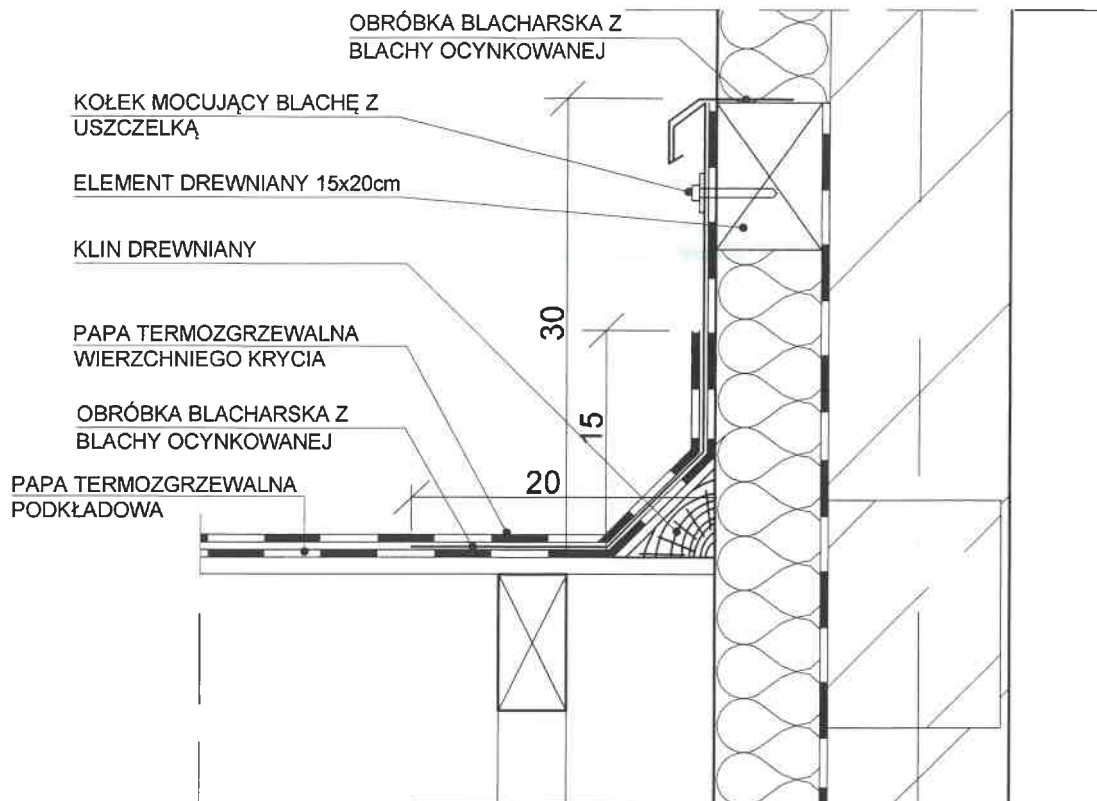 OBRÓBKA BLACHARSKA Z
BLACHY OCYNKOWANEJ
KOŁEK MOCUJĄCY BLACHĘ Z
USZCZELKĄ
ELEMENT DREWNIANY 15x20cm
KLIN DREWNIANY
30
PAPA TERMOZGRZEWALNA
WIERZCHNIEGO KRYCIA
15
OBRÓBKA BLACHARSKA Z
BLACHY OCYNKOWANEJ
20
PAPA TERMOZGRZEWALNA
PODKŁADOWA